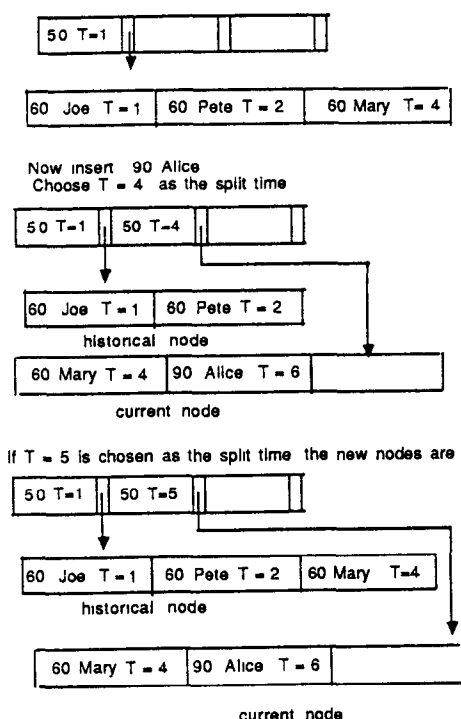 50 T=1
60 Joe T = 1 60 Pete T = 2 60 Mary T= 4
Now insert 90 Alice
Choose T = 4 as the split time
50 T=1 50 T=4
60 Joe T = 1 60 Pete T = 2
historical node
60 Mary T = 4 90 Alice T = 6
current node
If T = 5 is chosen as the split time the new nodes are
50 T=1 50 T=5
60 Joe T = 1 60 Pete T = 2 60 Mary T=4
historical node
60 Mary T = 4 90 Alice T = 6
current node